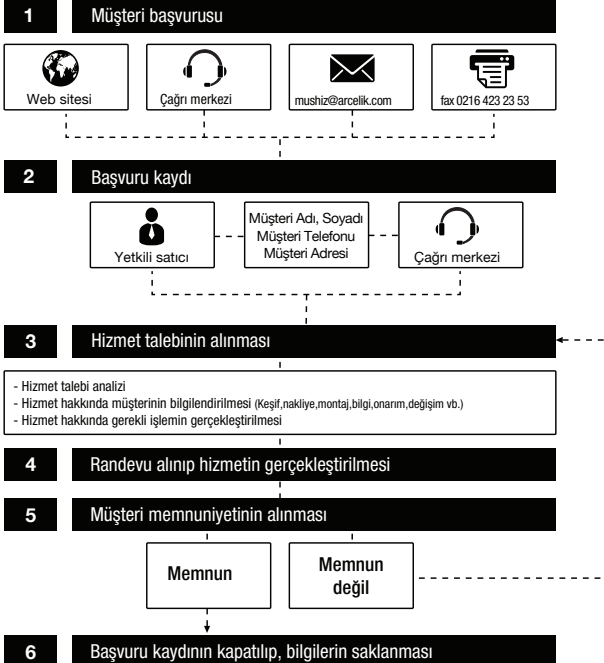 1 Müşteri başvurusu
Web sitesi
Çağrı merkezi
mushiz@arcelik.com
fax 0216 423 23 53
2 Başvuru kaydı
Yetkili satıcı
Müşteri Adı, Soyadı
Müşteri Telefonu
Müşteri Adresi
Çağrı merkezi
3 Hizmet talebinin alınması
- Hizmet talebi analizi
- Hizmet hakkında müşterinin bilgilendirilmesi (Keşif,nakliye,montaj,bilgi,onarım,değişim vb.)
- Hizmet hakkında gerekli işlemin gerçekleştirilmesi
4 Randevu alınıp hizmetin gerçekleştirilmesi
5 Müşteri memnuniyetinin alınması
Memnun
Memnun
değil
6 Başvuru kaydının kapatılıp, bilgilerin saklanması